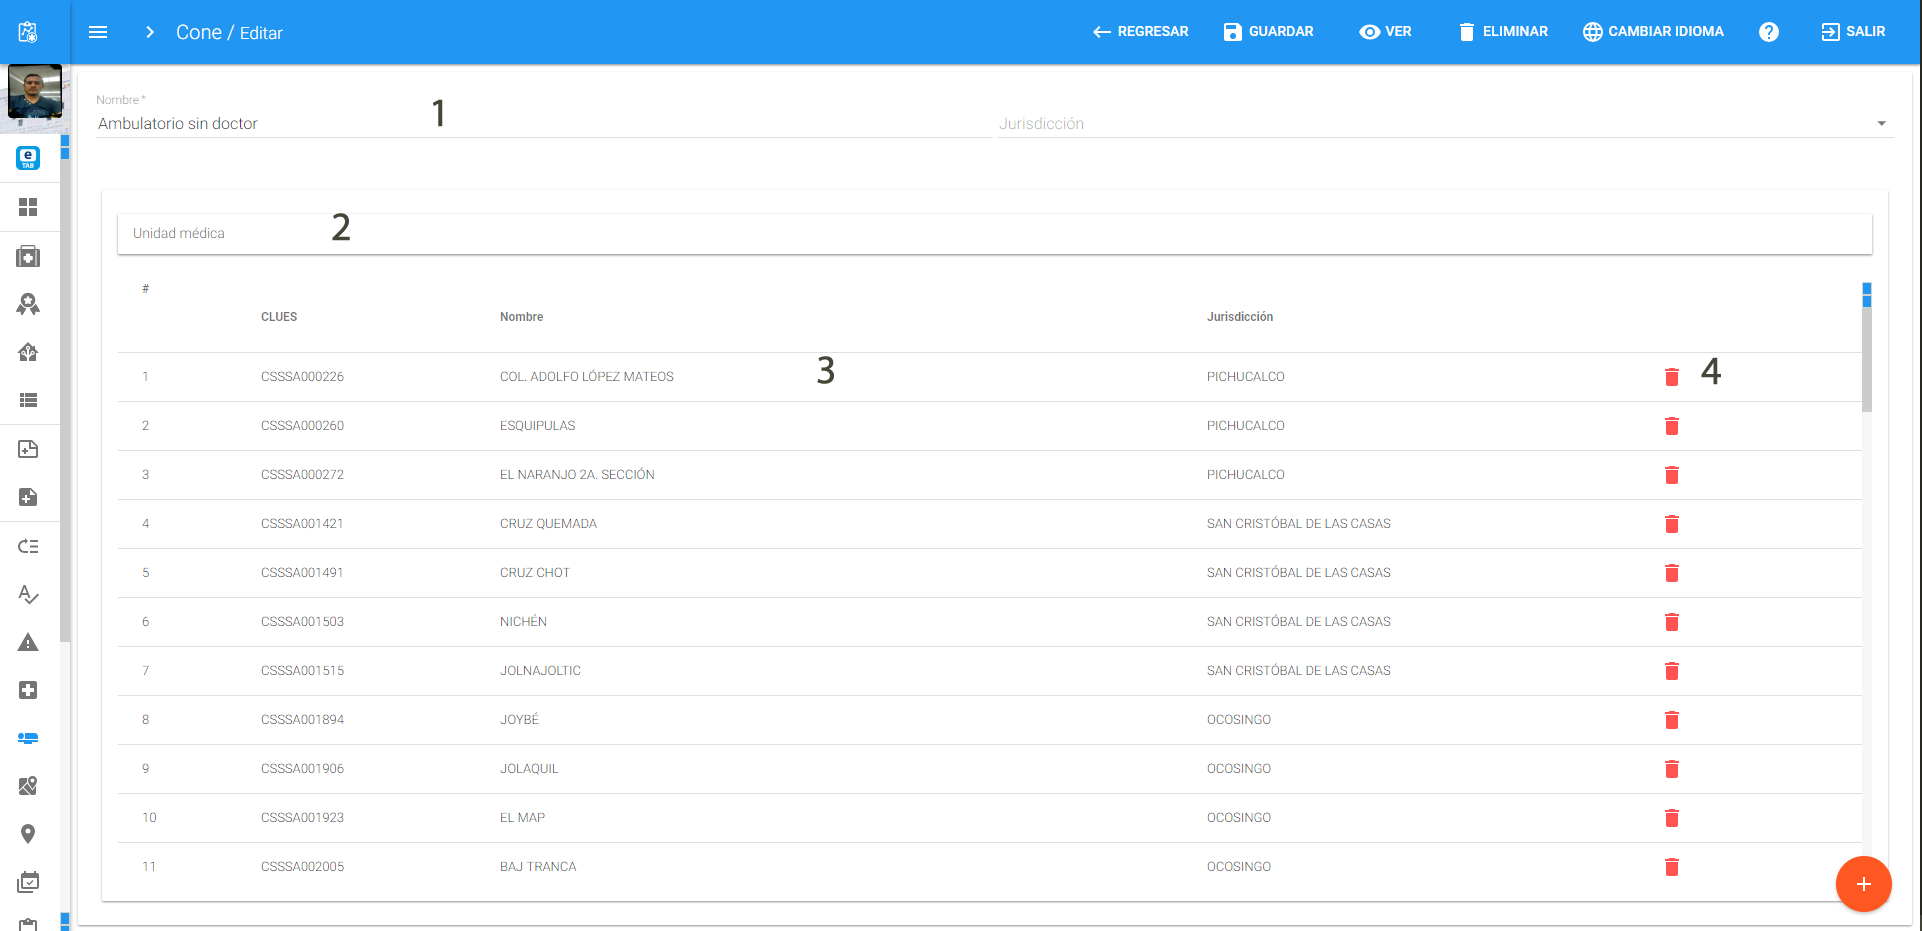 Cone / Editar REGRESAR GUARDAR VER ELIMINAR CAMBIAR IDIOMA ? SALIR
Nombre *
Ambulatorio sin doctor 1 Jurisdicción
e
TAB
Unidad médica 2
#
CLUES Nombre Jurisdicción
1 CSSSA000226 COL. ADOLFO LÓPEZ MATEOS 3 PICHUCALCO 4
2 CSSSA000260 ESQUIPULAS PICHUCALCO
3 CSSSA000272 EL NARANJO 2A. SECCIÓN PICHUCALCO
4 CSSSA001421 CRUZ QUEMADA SAN CRISTÓBAL DE LAS CASAS
5 CSSSA001491 CRUZ CHOT SAN CRISTÓBAL DE LAS CASAS
6 CSSSA001503 NICHÉN SAN CRISTÓBAL DE LAS CASAS
7 CSSSA001515 JOLNAJOLTIC SAN CRISTÓBAL DE LAS CASAS
8 CSSSA001894 JOYBÉ OCOSINGO
9 CSSSA001906 JOLAQUIL OCOSINGO
10 CSSSA001923 EL MAP OCOSINGO
11 CSSSA002005 BAJ TRANCA OCOSINGO